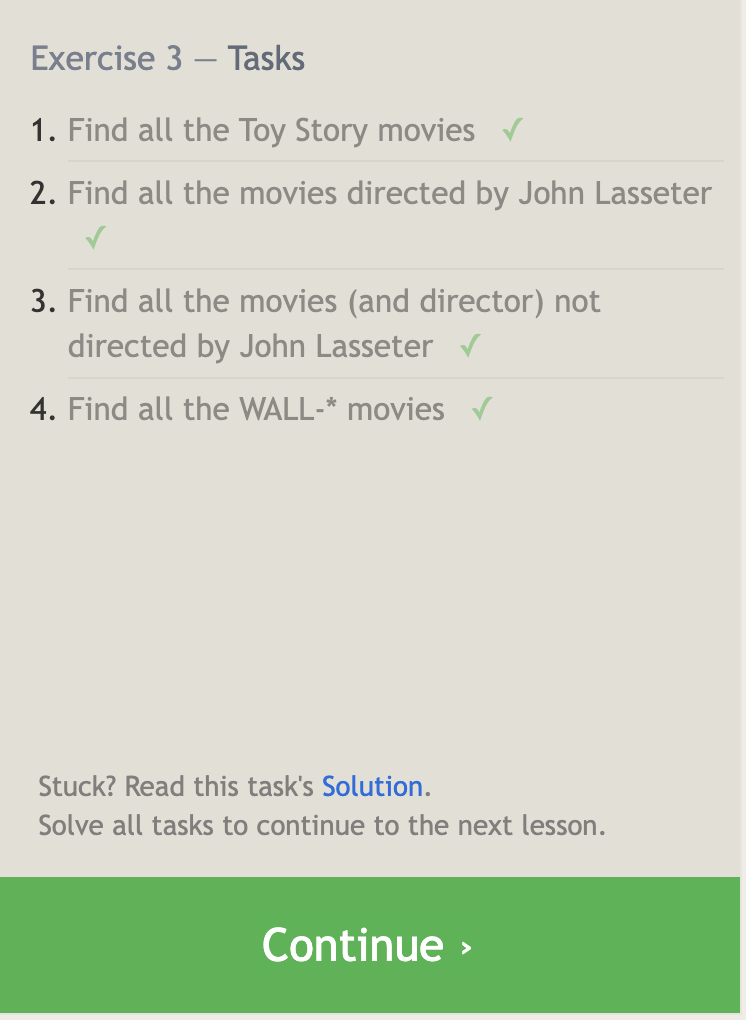 Exercise 3 — Tasks
1. Find all the Toy Story movies ✓
2. Find all the movies directed by John Lasseter
✓
3. Find all the movies (and director) not
directed by John Lasseter ✓
4. Find all the WALL-* movies ✓
Stuck? Read this task's Solution.
Solve all tasks to continue to the next lesson.
Continue ›